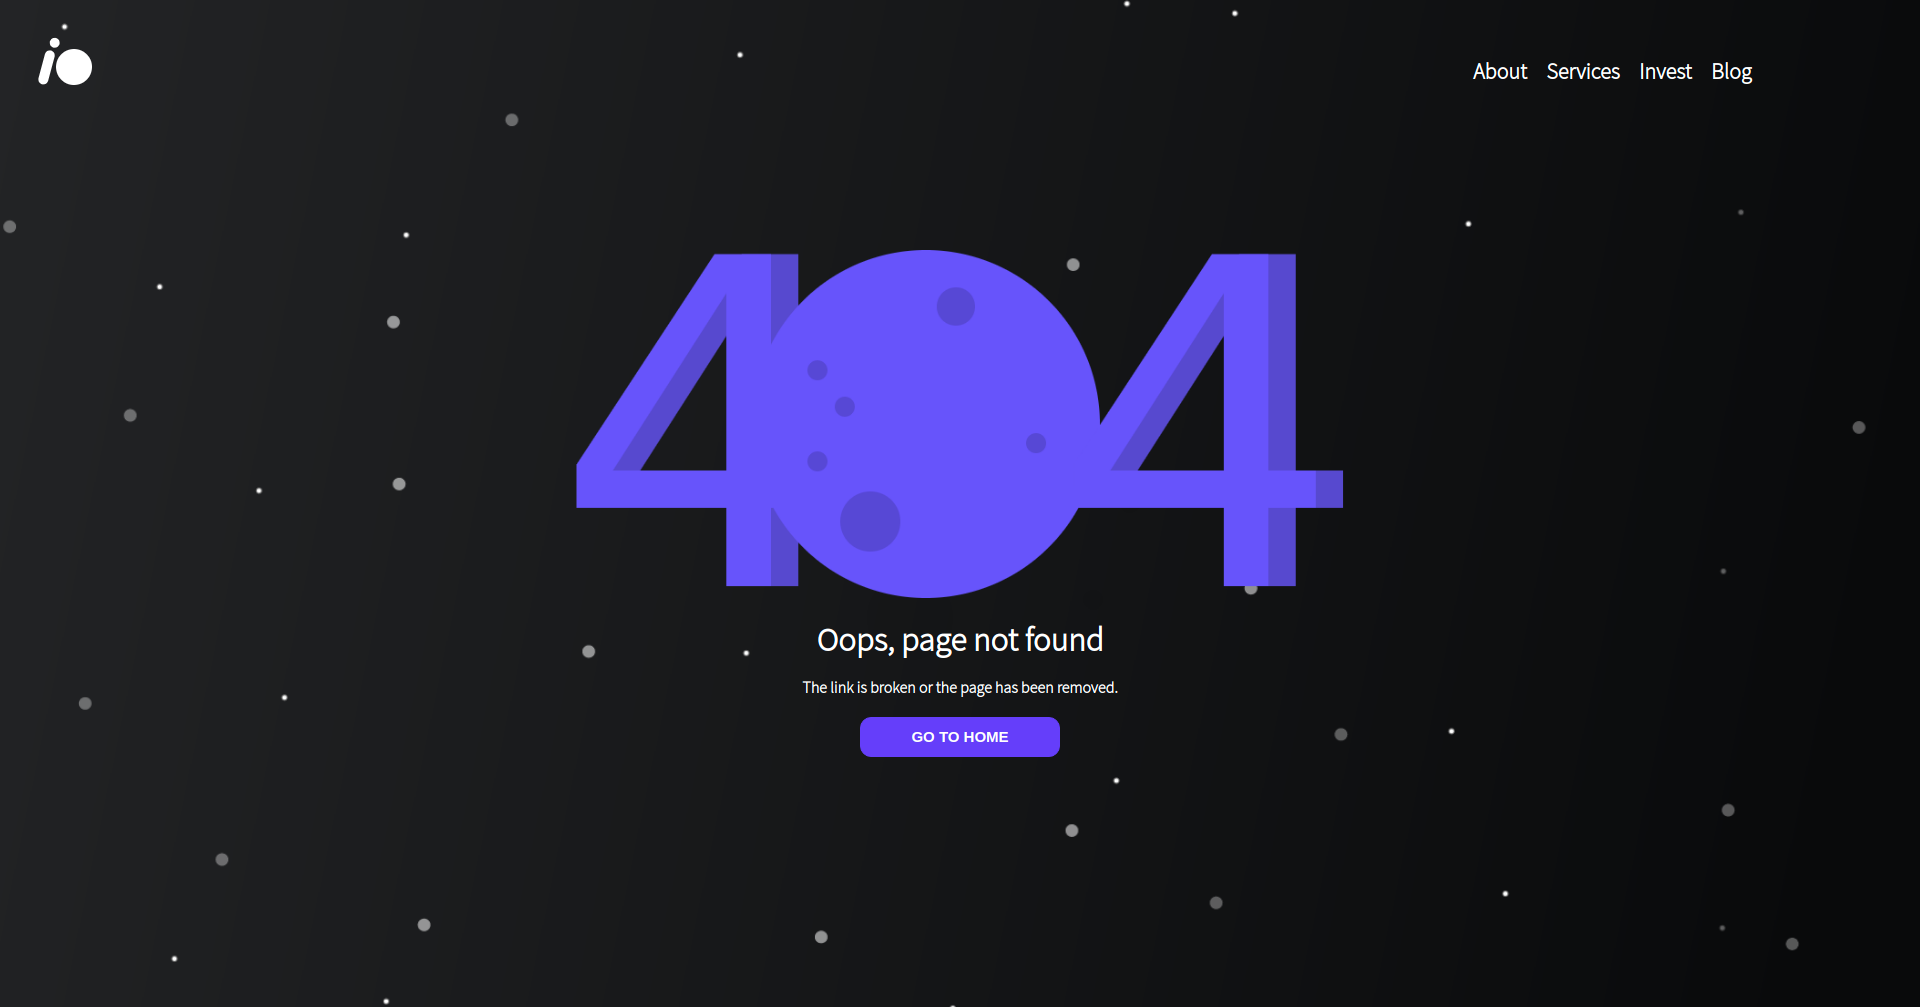 io
About Services Invest Blog
404
Oops, page not found
The link is broken or the page has been removed.
GO TO HOME